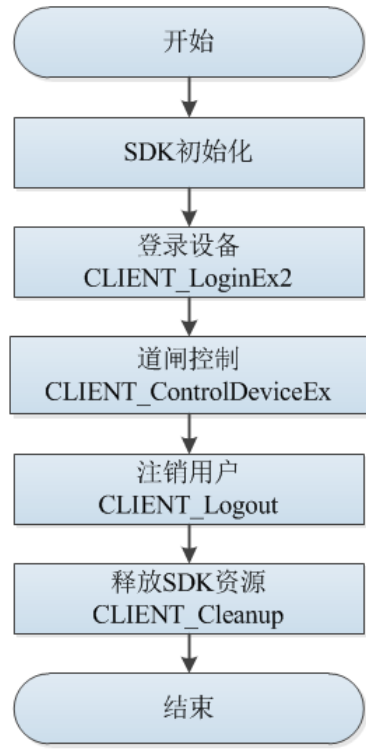 开始
SDK初始化
登录设备
CLIENT_LoginEx2
道闸控制
CLIENT_ControlDeviceEx
注销用户
CLIENT_Logout
释放SDK资源
CLIENT_Cleanup
结束